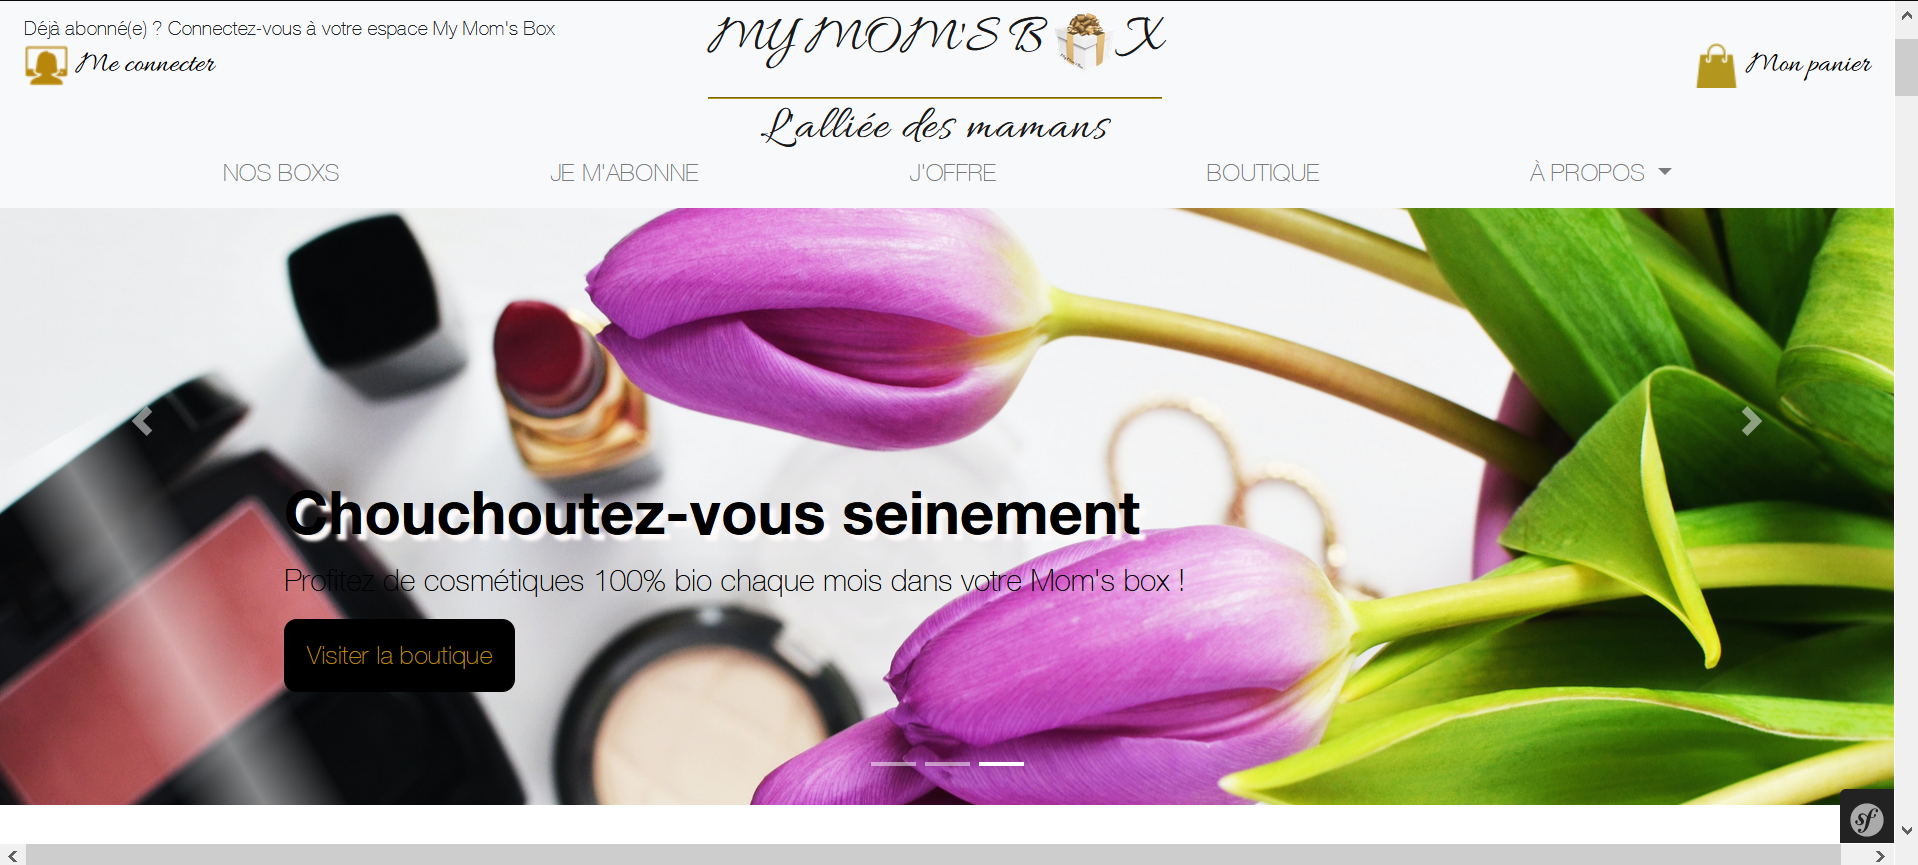 Déjà abonné(e) ? Connectez-vous à votre espace My Mom's Box
Me connecter
MY MOM'S B X
L'alliée des mamans
Mon panier
NOS BOXS
JE M'ABONNE
J'OFFRE
BOUTIQUE
À PROPOS
Chouchoutez-vous seinement
Profitez de cosmétiques 100% bio chaque mois dans votre Mom's box !
Visiter la boutique
sf